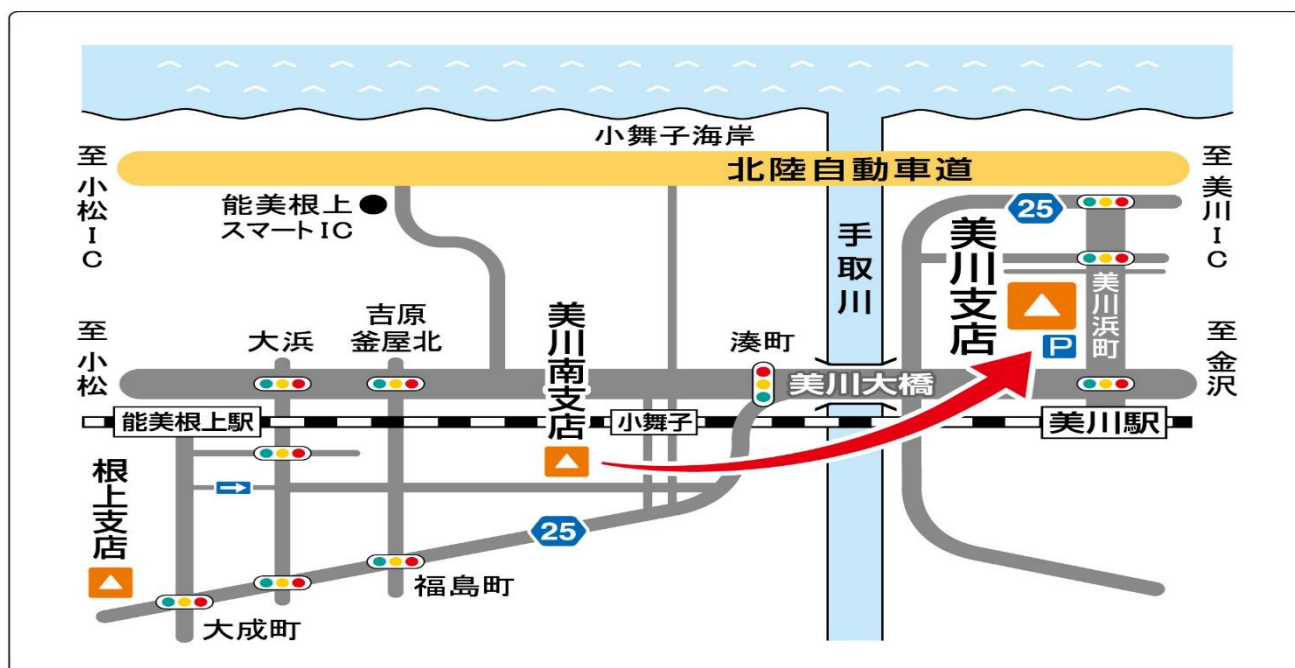 小舞子海岸
至小松IC
北陸自動車道
至美川IC
能美根上
スマートIC
25
手取川
美川支店
美川浜町
P
至小松
大浜
吉原
釜屋北
美川南支店
湊町
美川大橋
至金沢
能美根上駅
小舞子
美川駅
根上支店
25
福島町
大成町